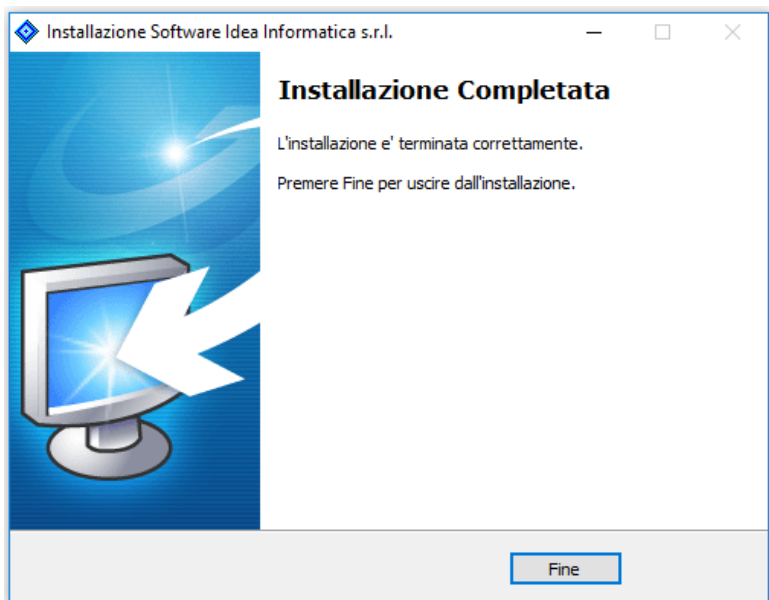 Installazione Software Idea Informatica s.r.l.
Installazione Completata
L'installazione e' terminata correttamente.
Premere Fine per uscire dall'installazione.
Fine